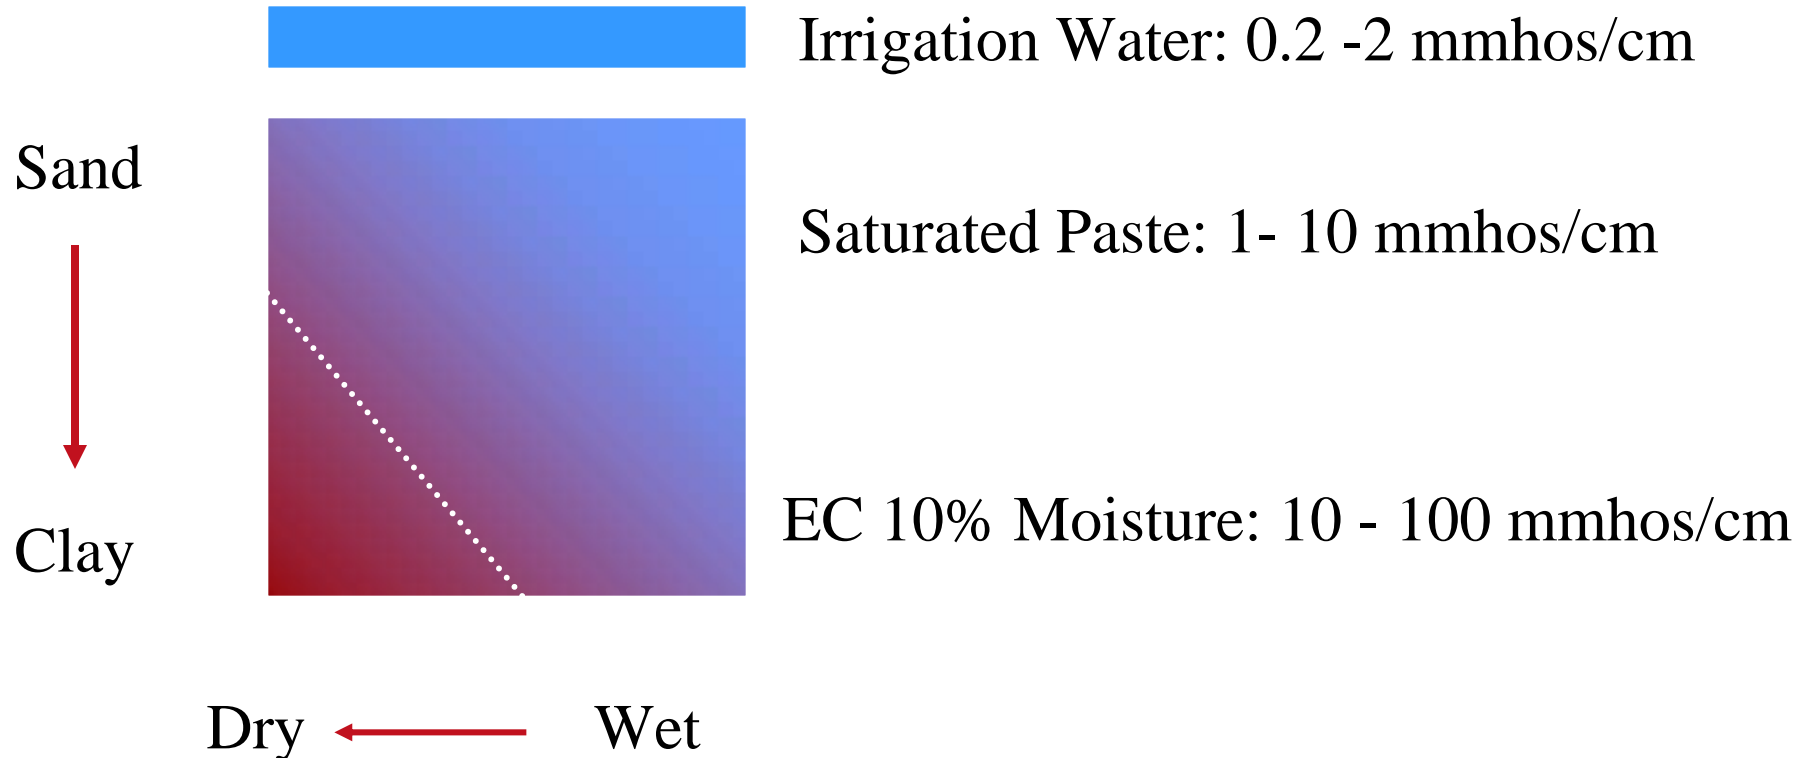 Irrigation Water: 0.2 -2 mmhos/cm
Sand
Saturated Paste: 1- 10 mmhos/cm
EC 10% Moisture: 10 - 100 mmhos/cm
Clay
Dry
Wet